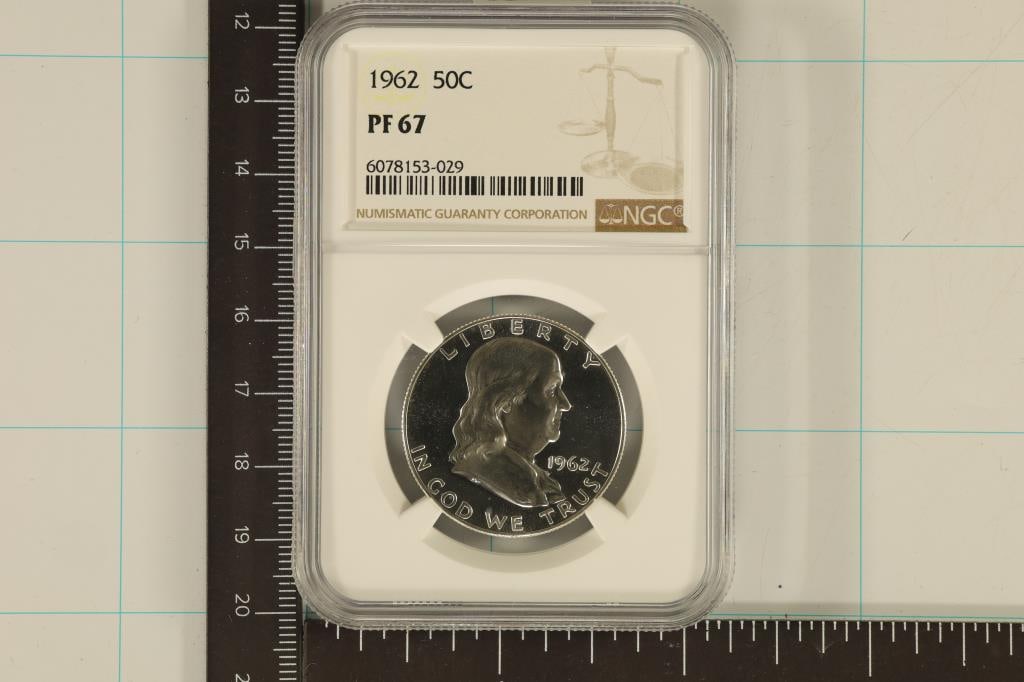 12
13
14
15
16
17
18
19
20
1962 50C
PF 67
6078153-029
NUMISMATIC GUARANTY CORPORATION
NGC®
LIBERTY
1962
IN GOD WE TRUST